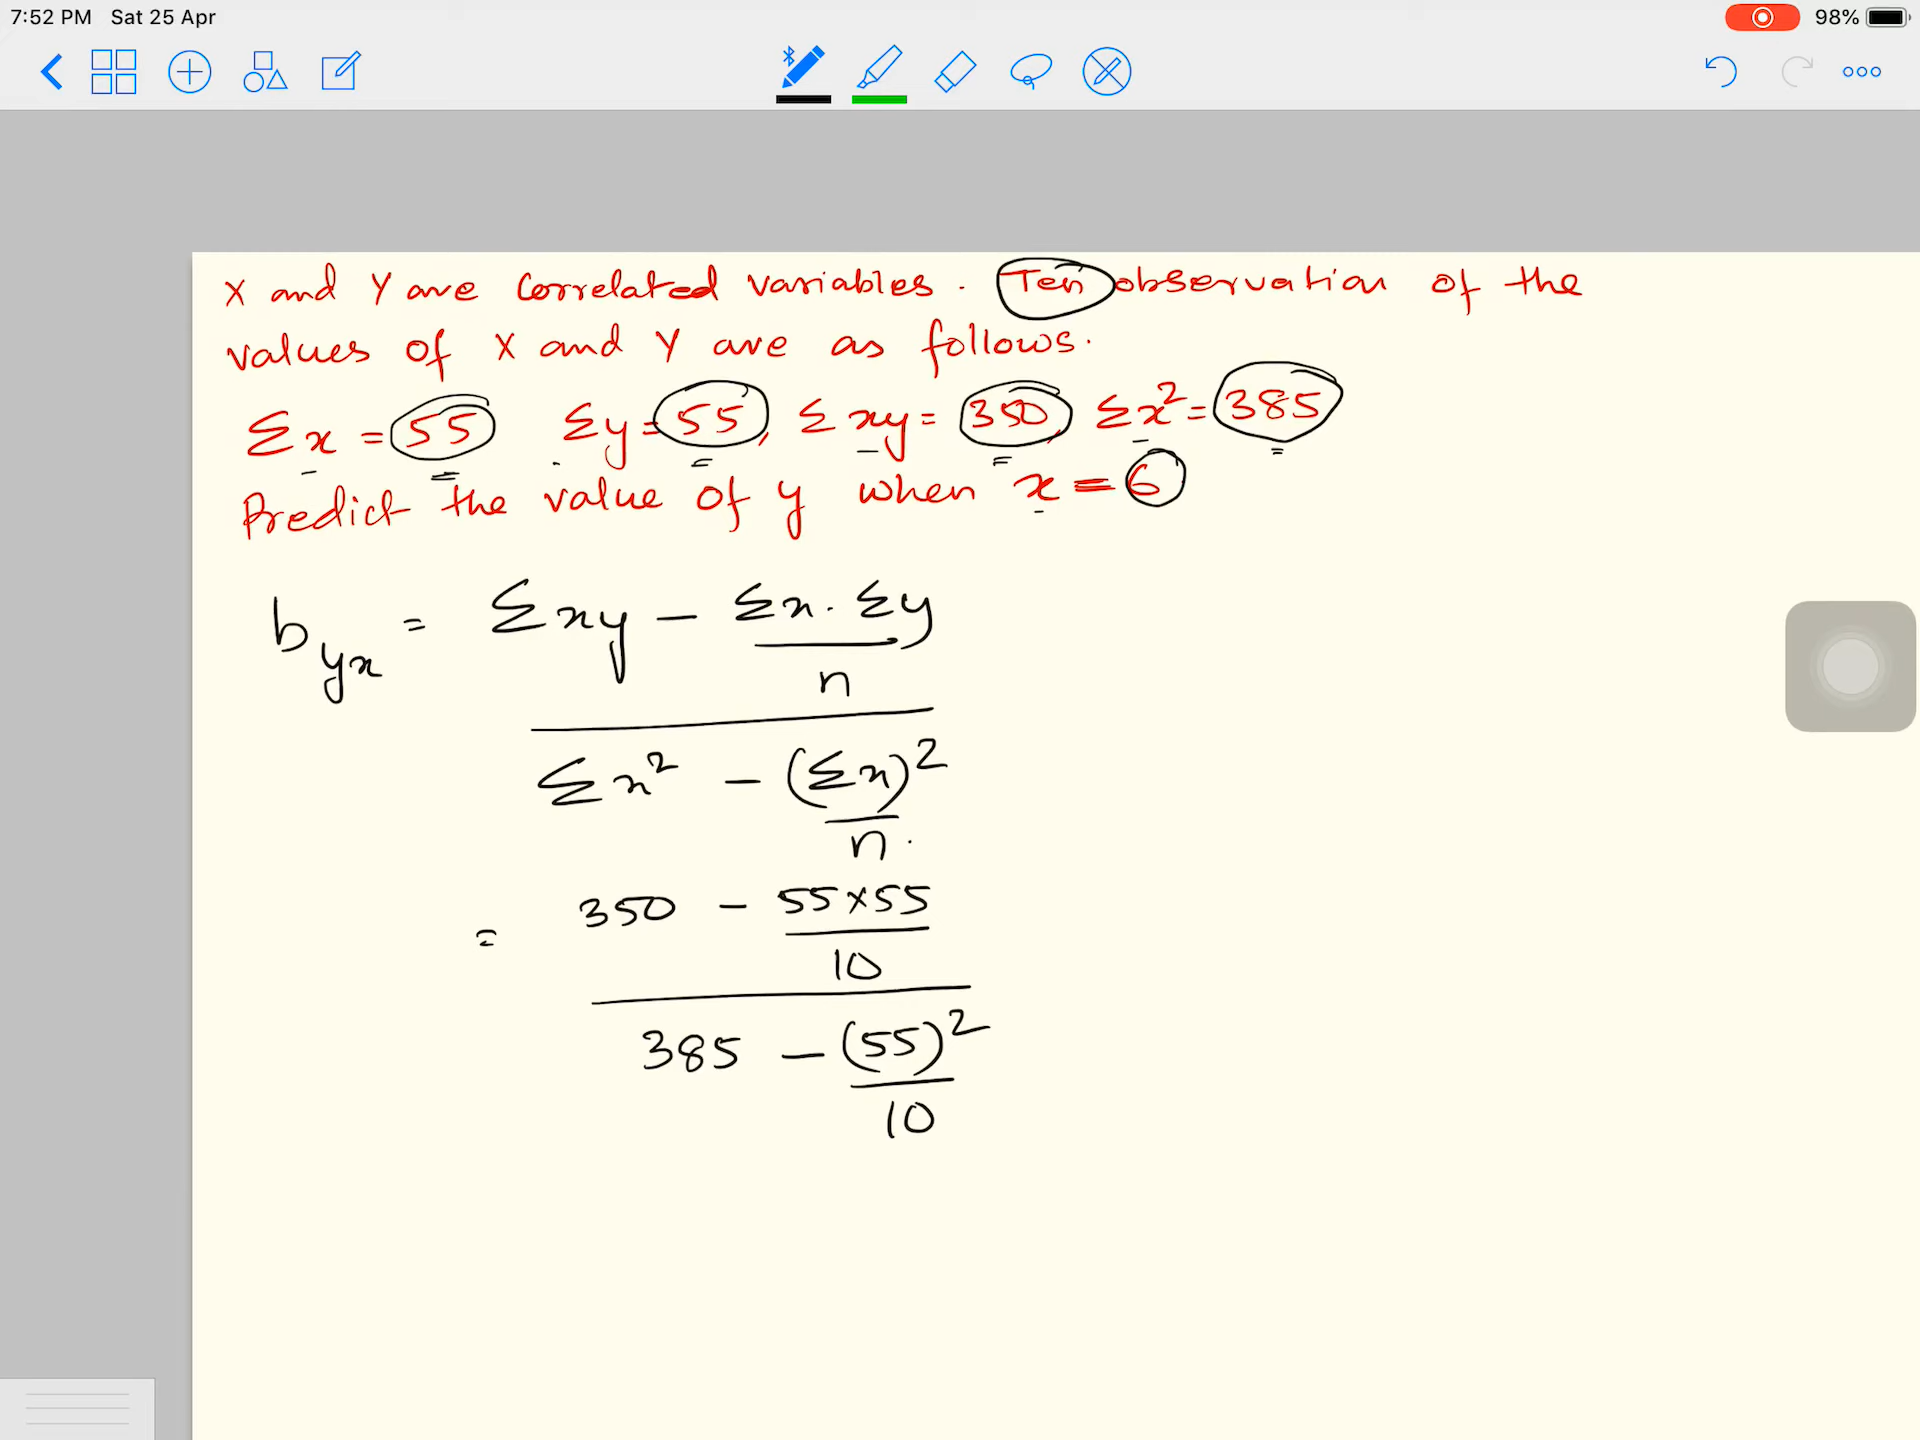 7:52 PM Sat 25 Apr 98%
X and Y are correlated variables. Ten observation of the
values of X and Y are as follows.
Σx = 55 Σy = 55, Σxy = 350, Σx² = 385
Predict the value of y when x = 6
b_yx = Σxy - Σx. Σy
n
Σx² - (Σx)²
n.
= 350 - 55×55
10
385 - (55)²
10